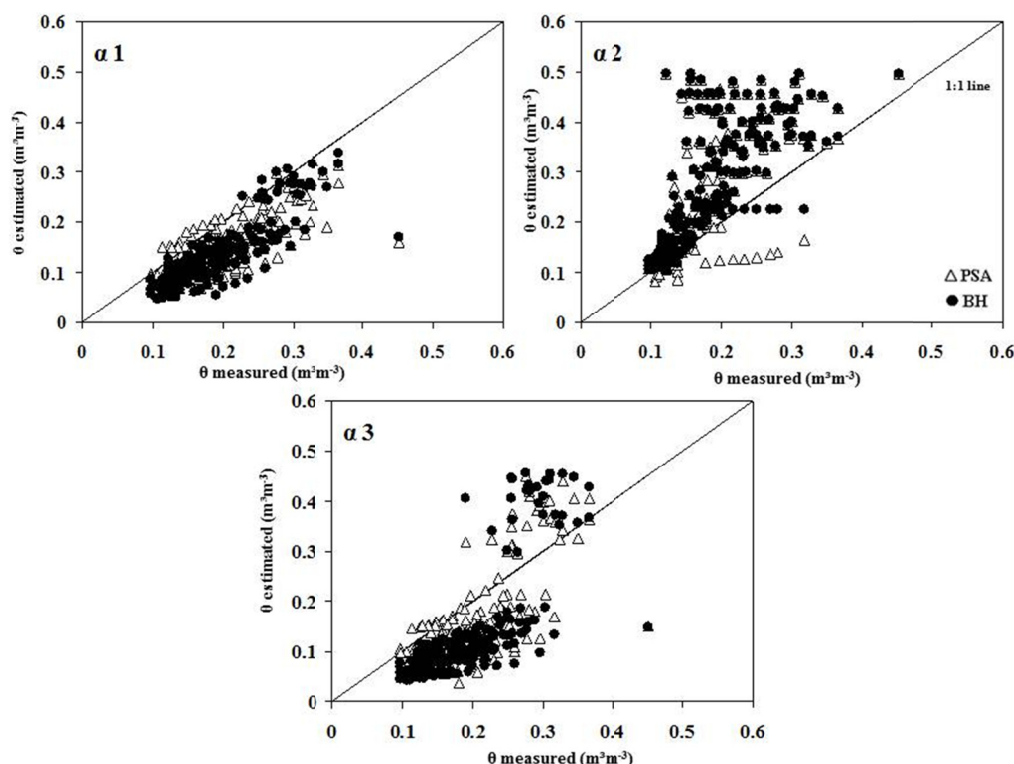 α 1
0.6
0.5
0.4
0.3
0.2
0.1
0
θ estimated (m³m⁻³)
0 0.1 0.2 0.3 0.4 0.5 0.6
θ measured (m³m⁻³)
α 2
0.6
0.5
0.4
0.3
0.2
0.1
0
θ estimated (m³m⁻³)
1:1 line
PSA
BH
0 0.1 0.2 0.3 0.4 0.5 0.6
θ measured (m³m⁻³)
α 3
0.6
0.5
0.4
0.3
0.2
0.1
0
θ estimated (m³m⁻³)
0 0.1 0.2 0.3 0.4 0.5 0.6
θ measured (m³m⁻³)